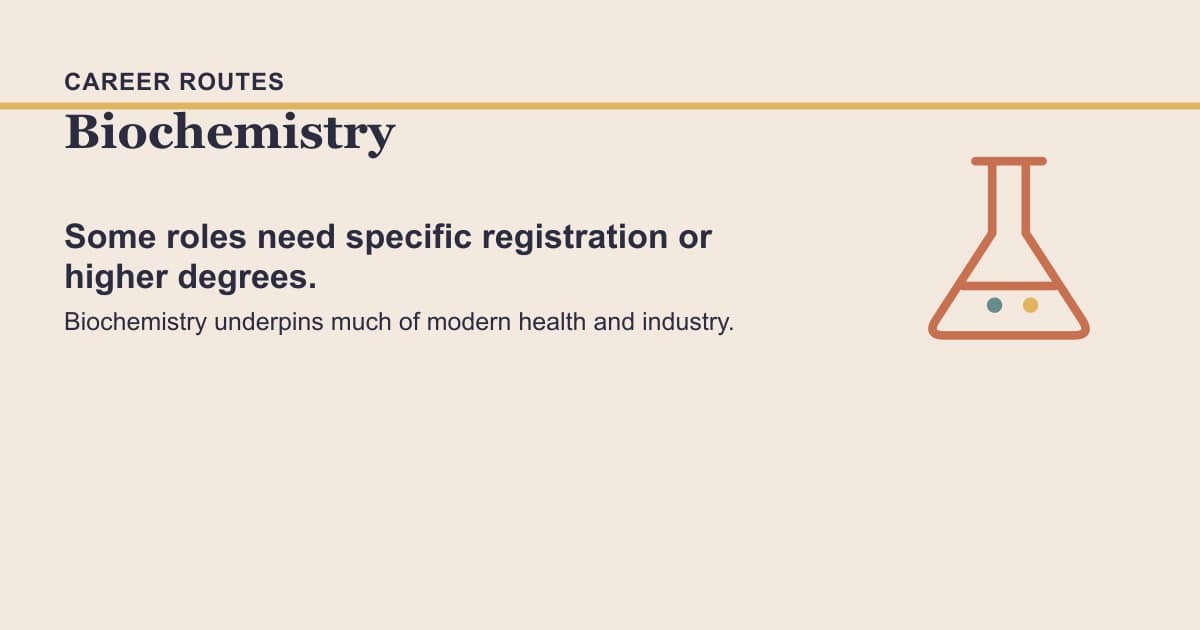 CAREER ROUTES
Biochemistry
Some roles need specific registration or
higher degrees.
Biochemistry underpins much of modern health and industry.